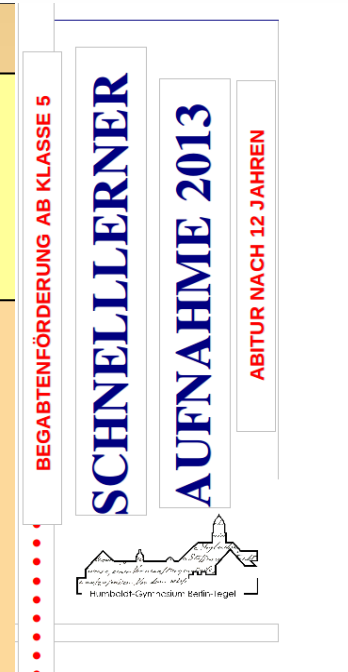 BEGABTENFÖRDERUNG AB KLASSE 5
SCHNELLLERNER
AUFNAHME 2013
ABITUR NACH 12 JAHREN
Humboldt-Gymnasium Berlin-Tegel